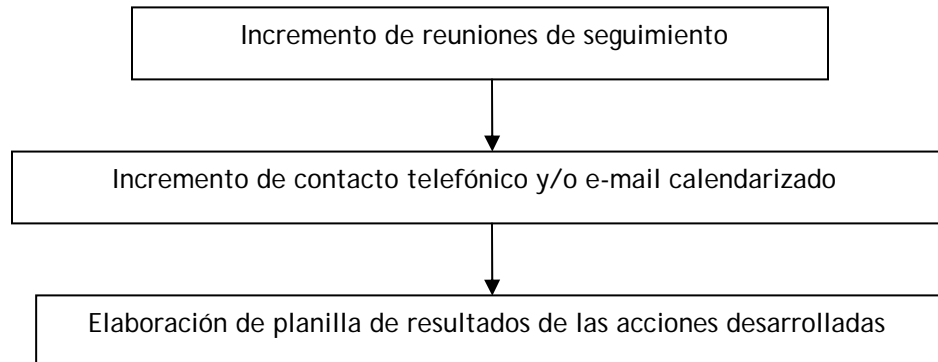 Incremento de reuniones de seguimiento
Incremento de contacto telefónico y/o e-mail calendarizado
Elaboración de planilla de resultados de las acciones desarrolladas